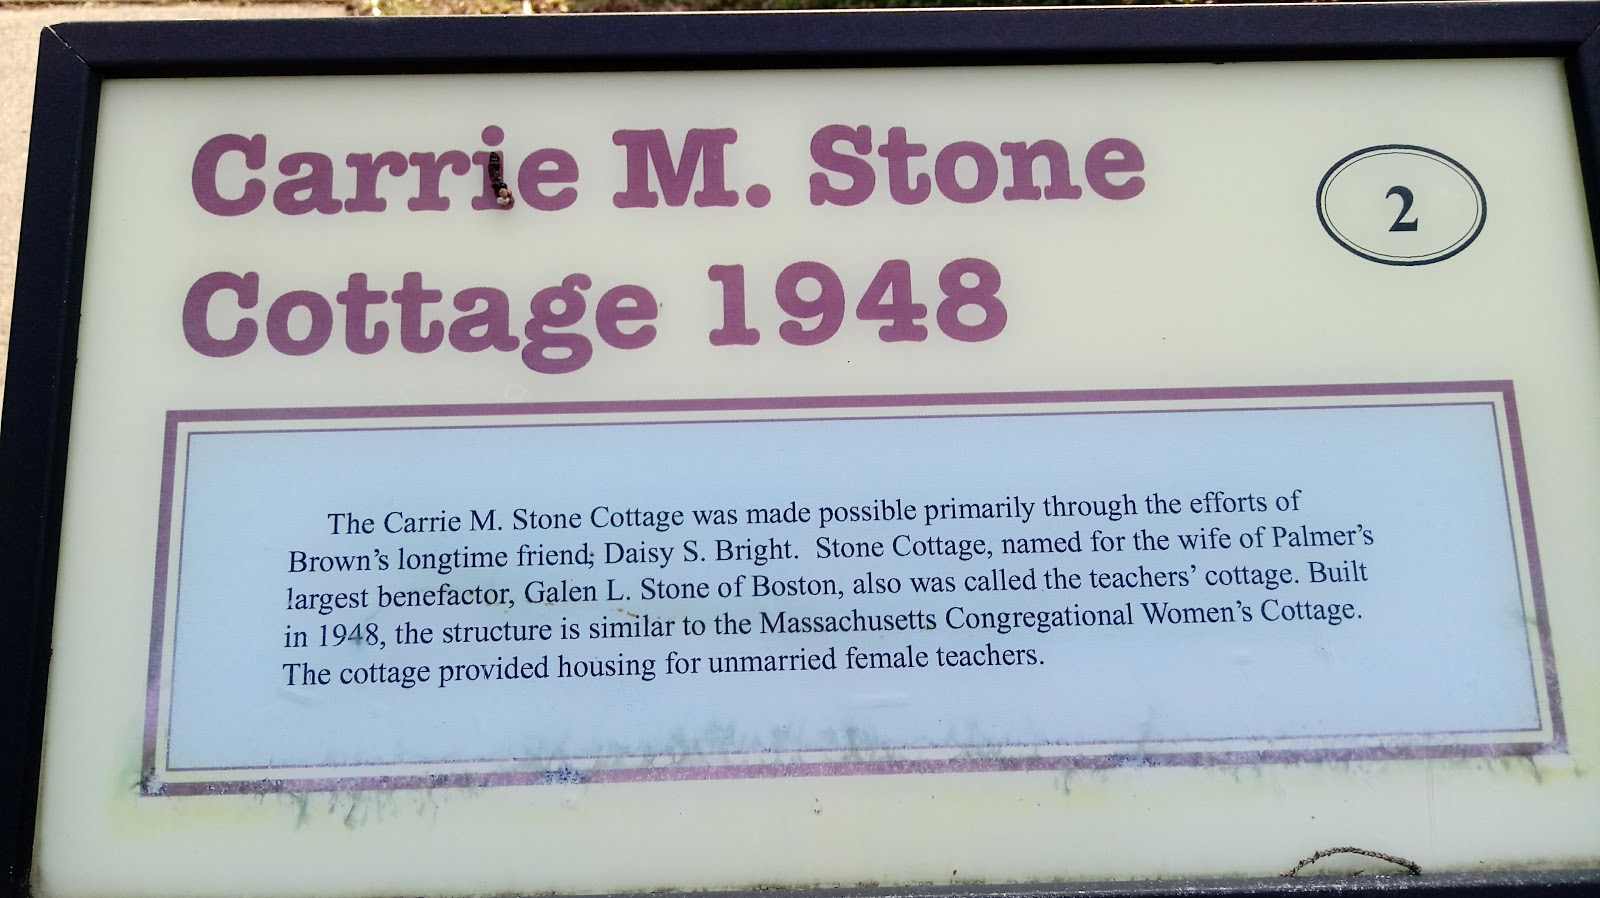 Carrie M. Stone
Cottage 1948
2
The Carrie M. Stone Cottage was made possible primarily through the efforts of
Brown's longtime friend; Daisy S. Bright. Stone Cottage, named for the wife of Palmer's
largest benefactor, Galen L. Stone of Boston, also was called the teachers' cottage. Built
in 1948, the structure is similar to the Massachusetts Congregational Women's Cottage.
The cottage provided housing for unmarried female teachers.